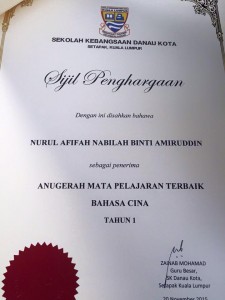 SEKOLAH KEBANGSAAN DANAU KOTA
SETAPAK, KUALA LUMPUR
Sijil Penghargaan
Dengan ini disahkan bahawa
NURUL AFIFAH NABILAH BINTI AMIRUDDIN
sebagai penerima
ANUGERAH MATA PELAJARAN TERBAIK
BAHASA CINA
TAHUN 1
ZAINAB MOHAMAD
Guru Besar,
SK Danau Kota,
Setapak Kuala Lumpur
20 November 2015